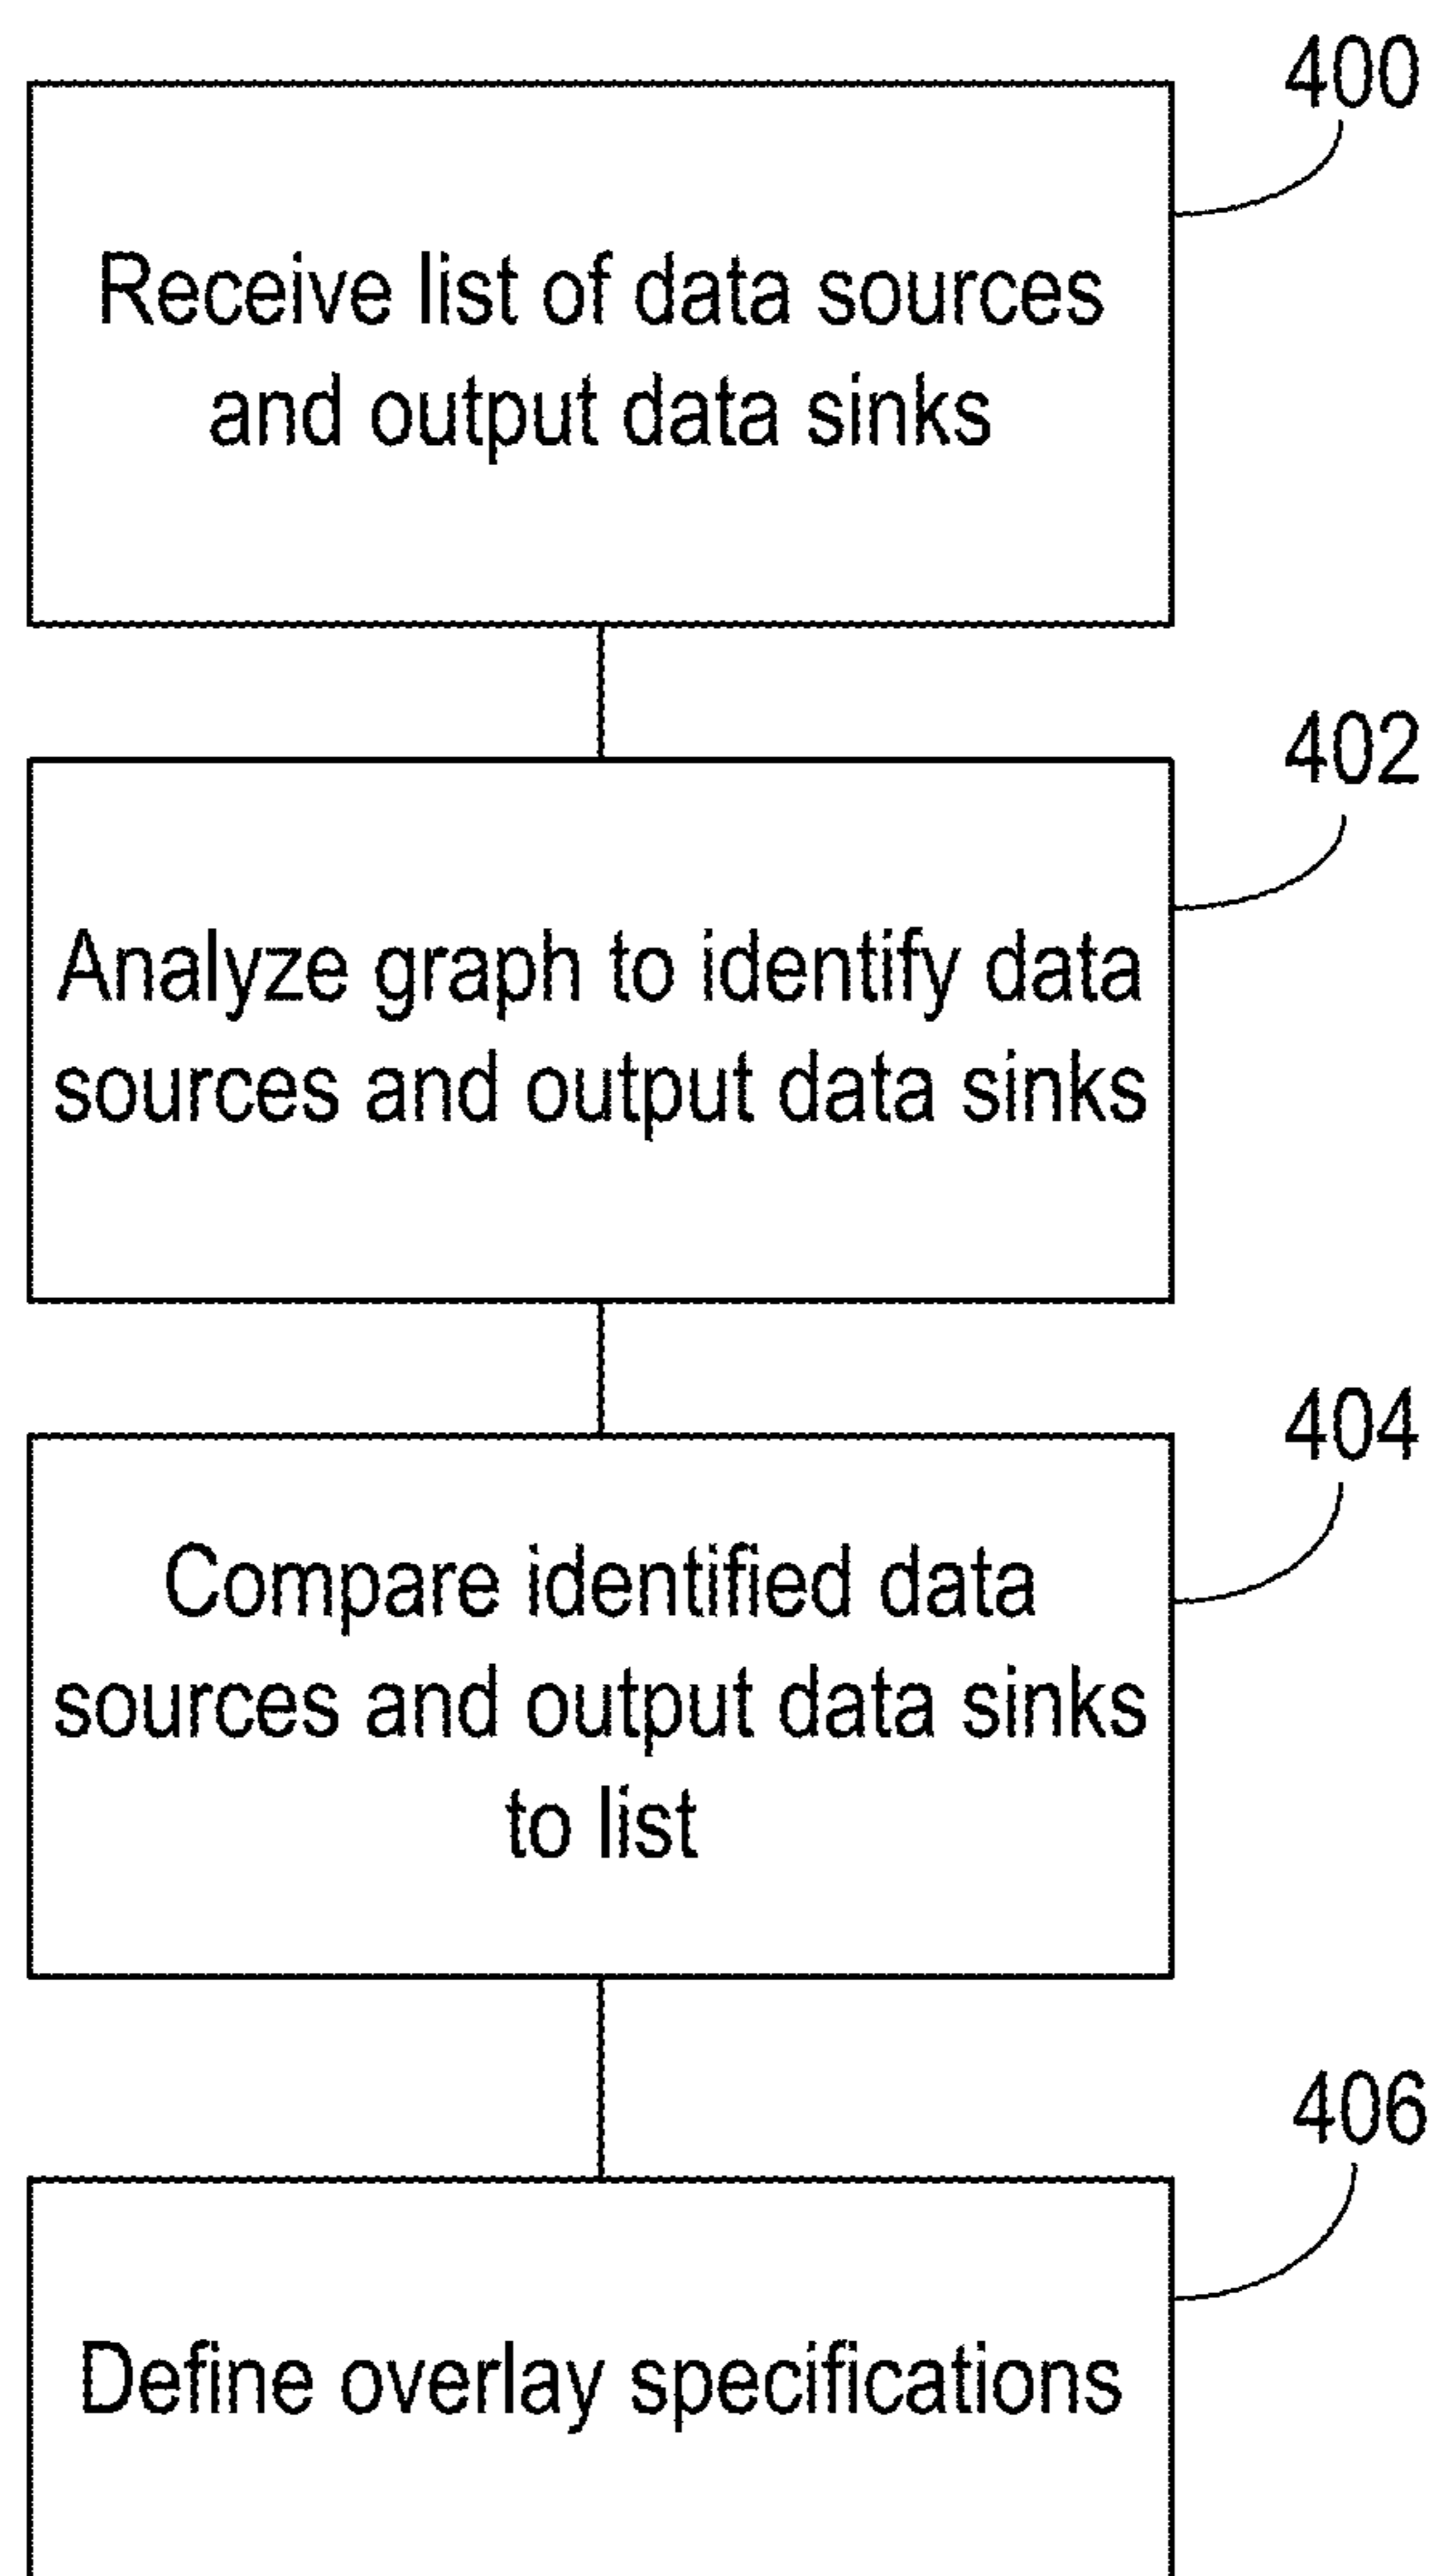 400
Receive list of data sources
and output data sinks
402
Analyze graph to identify data
sources and output data sinks
404
Compare identified data
sources and output data sinks
to list
406
Define overlay specifications